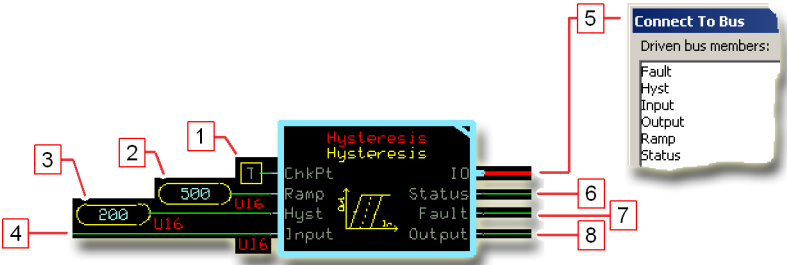 5
Connect To Bus
Driven bus members:
Fault
Hyst
Input
Output
Ramp
Status
1
2
3
4
Hysteresis
Hysteresis
T
ChkPt
IO
500
Ramp
Status
6
U16
200
Hyst
Fault
7
U16
Input
Output
8
U16